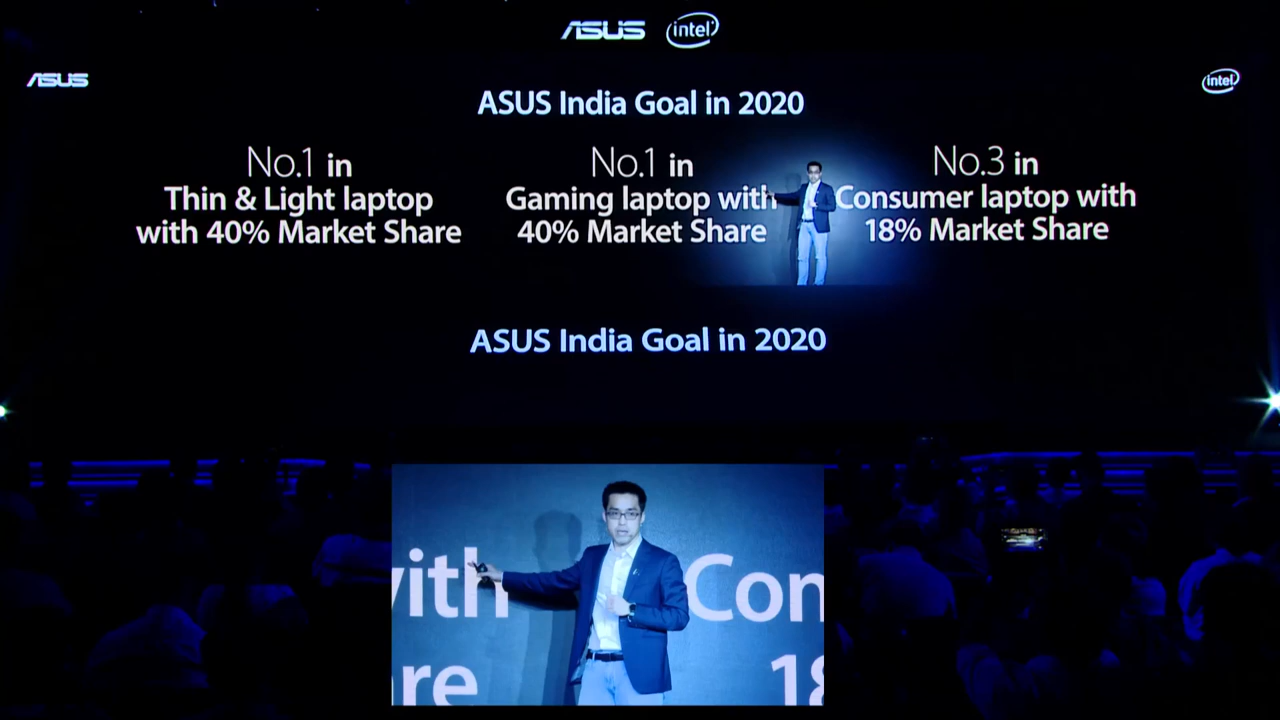 ASUS intel
ASUS
intel
ASUS India Goal in 2020
No.1 in
Thin & Light laptop
with 40% Market Share
No.1 in
Gaming laptop with
40% Market Share
No.3 in
Consumer laptop with
18% Market Share
ASUS India Goal in 2020
with Con
are 18